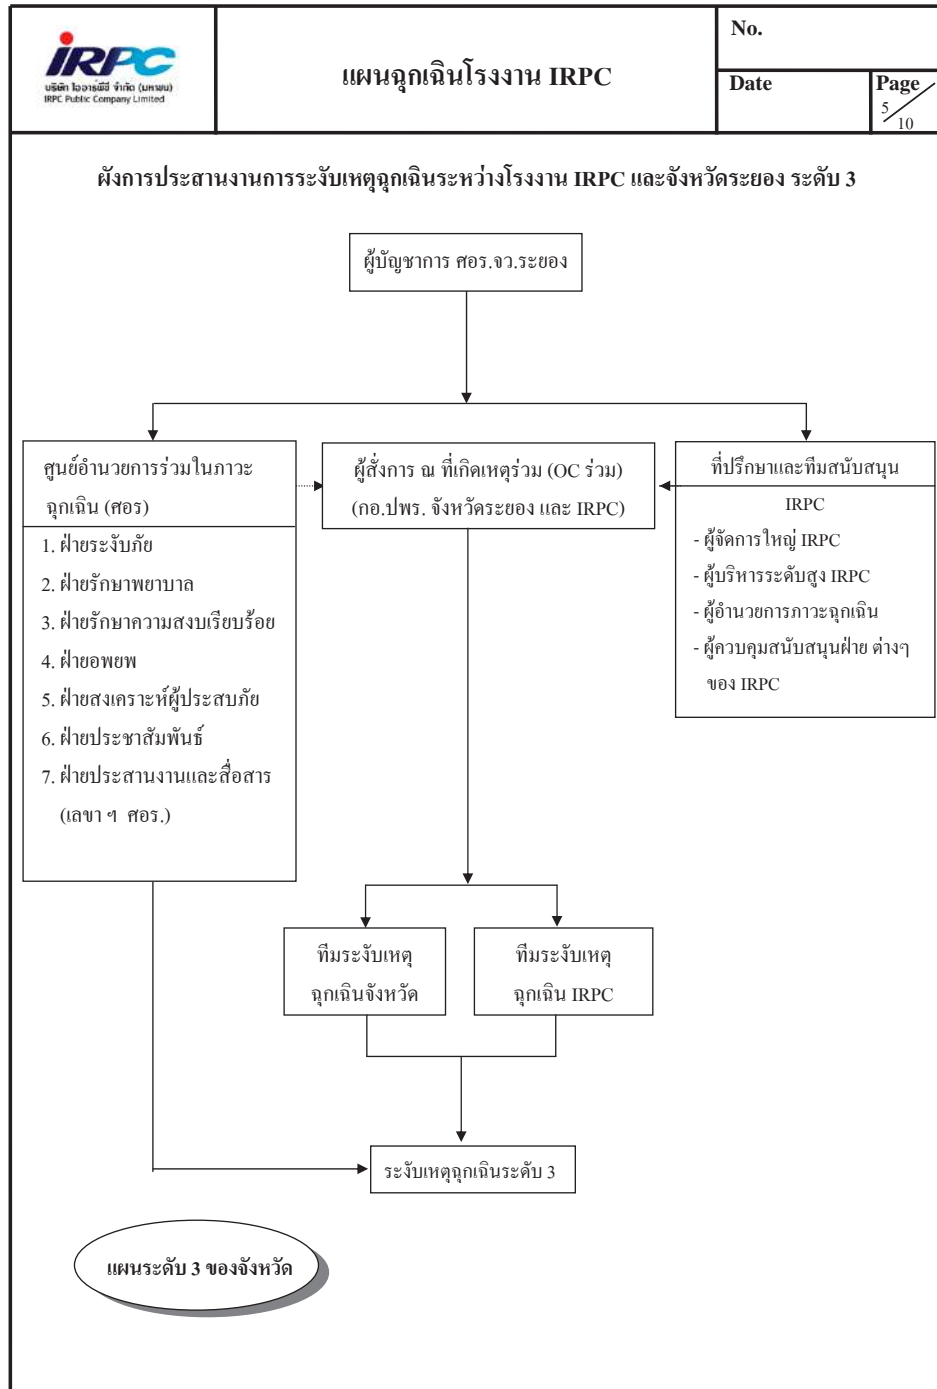 iRPC
บริษัท ไออาร์พีซี จำกัด (มหาชน)
IRPC Public Company Limited
แผนฉุกเฉินโรงงาน IRPC
No.
Date
Page
5/10
ผังการประสานงานการระงับเหตุฉุกเฉินระหว่างโรงงาน IRPC และจังหวัดระยอง ระดับ 3
ผู้บัญชาการ ศอร.จว.ระยอง
ศูนย์อำนวยการร่วมในภาวะ
ฉุกเฉิน (ศอร)
1. ฝ่ายระงับภัย
2. ฝ่ายรักษาพยาบาล
3. ฝ่ายรักษาความสงบเรียบร้อย
4. ฝ่ายอพยพ
5. ฝ่ายสงเคราะห์ผู้ประสบภัย
6. ฝ่ายประชาสัมพันธ์
7. ฝ่ายประสานงานและสื่อสาร
(เลขา ฯ ศอร.)
ผู้สั่งการ ณ ที่เกิดเหตุร่วม (OC ร่วม)
(กอ.ปพร. จังหวัดระยอง และ IRPC)
ที่ปรึกษาและทีมสนับสนุน
IRPC
- ผู้จัดการใหญ่ IRPC
- ผู้บริหารระดับสูง IRPC
- ผู้อำนวยการภาวะฉุกเฉิน
- ผู้ควบคุมสนับสนุนฝ่าย ต่างๆ
ของ IRPC
ทีมระงับเหตุ
ฉุกเฉินจังหวัด
ทีมระงับเหตุ
ฉุกเฉิน IRPC
ระงับเหตุฉุกเฉินระดับ 3
แผนระดับ 3 ของจังหวัด